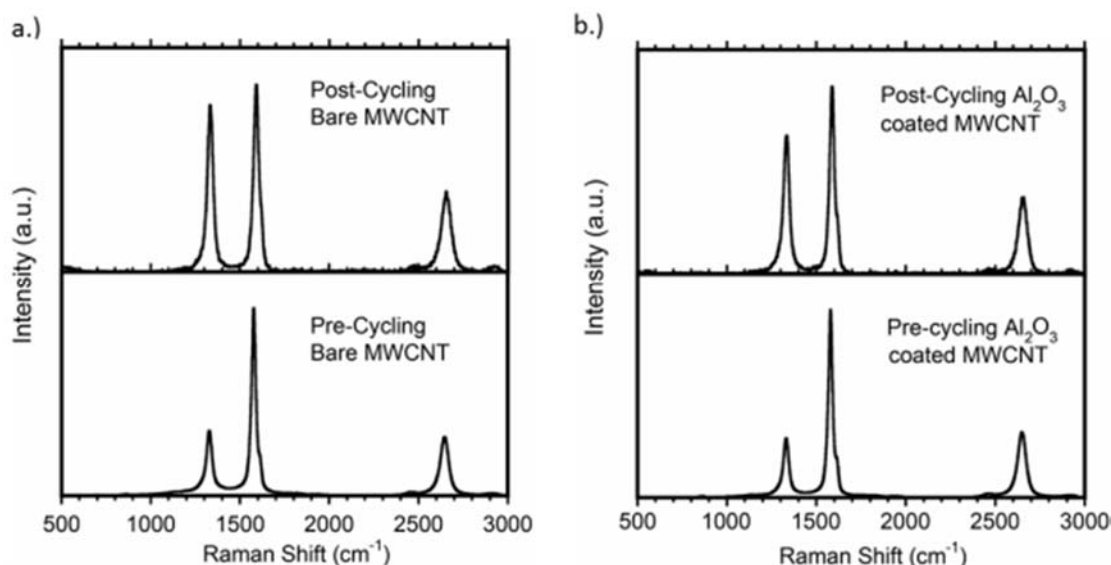 a.)
Post-Cycling
Bare MWCNT
Pre-Cycling
Bare MWCNT
Intensity (a.u.)
500 1000 1500 2000 2500 3000
Raman Shift (cm⁻¹)
b.)
Post-Cycling Al₂O₃
coated MWCNT
Pre-cycling Al₂O₃
coated MWCNT
Intensity (a.u.)
500 1000 1500 2000 2500 3000
Raman Shift (cm⁻¹)